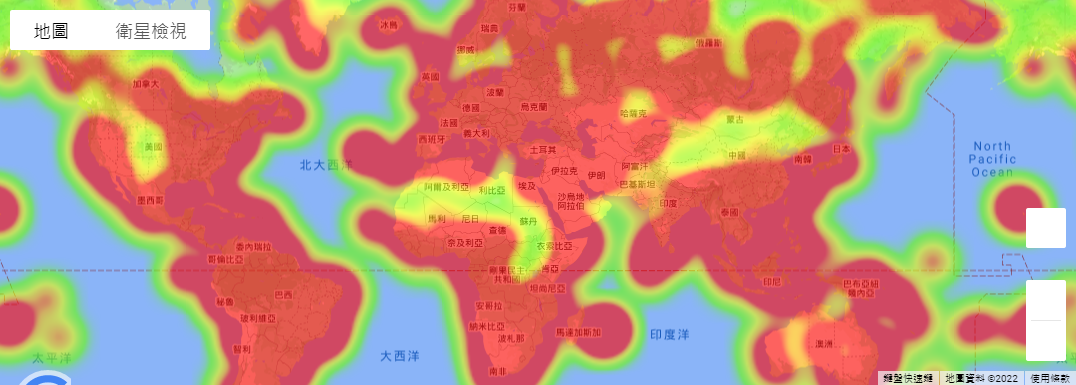 地圖 衛星檢視
芬蘭
冰島
瑞典
挪威
俄羅斯
英國
加拿大
波蘭
德國
烏克蘭
哈薩克
法國
蒙古
義大利
西班牙
美國
土耳其
日本
中國
南韓
North
Pacific
Ocean
北大西洋
伊拉克
伊朗
阿富汗
阿爾及利亞
利比亞
埃及
巴基斯坦
沙烏地
阿拉伯
墨西哥
印度
泰國
馬利
尼日
蘇丹
查德
奈及利亞
衣索比亞
委內瑞拉
哥倫比亞
剛果民主
共和國
肯亞
坦尚尼亞
印尼
巴布亞紐
幾內亞
秘魯
巴西
安哥拉
玻利維亞
納米比亞
波札那
馬達加斯加
印度洋
澳洲
智利
太平洋
大西洋
南非
鍵盤快速鍵 地圖資料 ©2022 使用條款